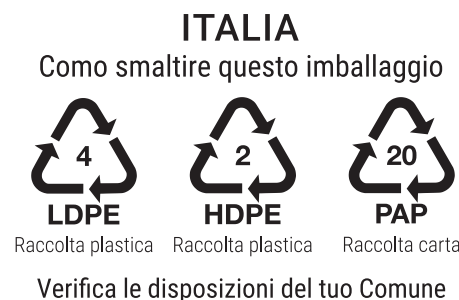 ITALIA
Como smaltire questo imballaggio
4 2 20
LDPE HDPE PAP
Raccolta plastica Raccolta plastica Raccolta carta
Verifica le disposizioni del tuo Comune